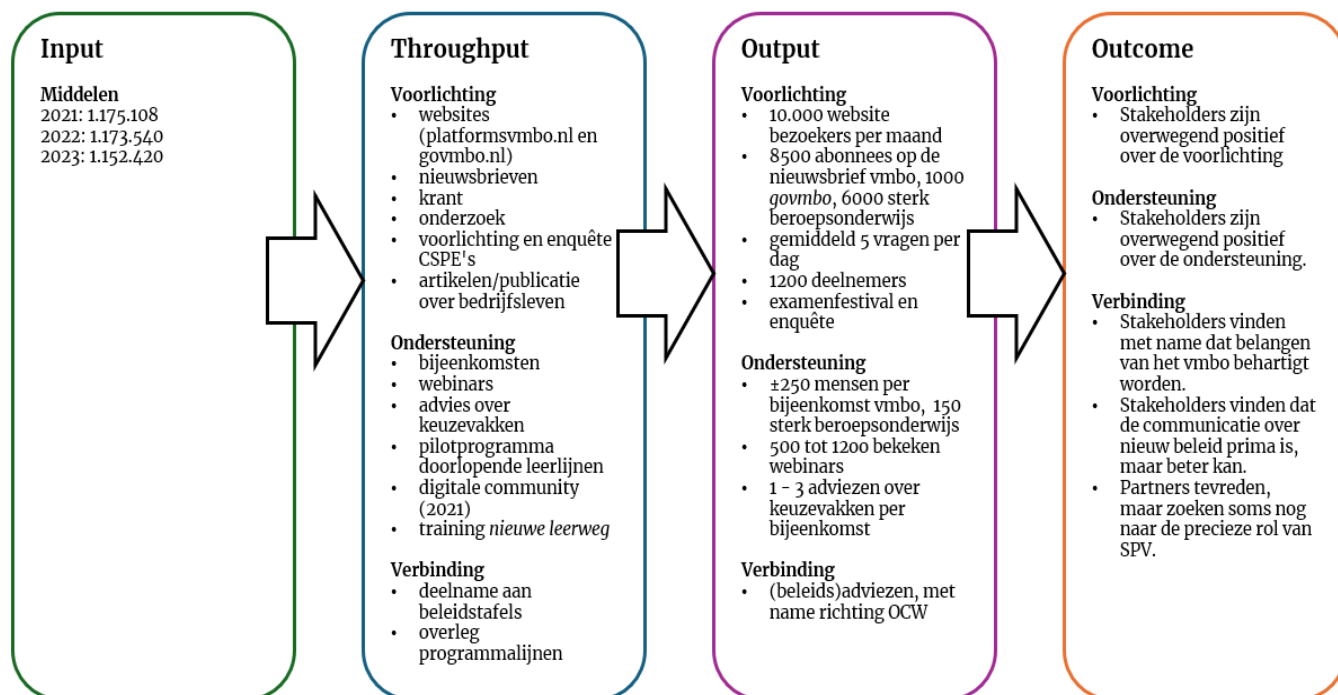 Input
Middelen
2021: 1.175.108
2022: 1.173.540
2023: 1.152.420
Throughput
Voorlichting
• websites
(platformsvmbo.nl en
govmbo.nl)
• nieuwsbrieven
• krant
• onderzoek
• voorlichting en enquête
CSPE's
• artikelen/publicatie
over bedrijfsleven
Ondersteuning
• bijeenkomsten
• webinars
• advies over
keuzevakken
• pilotprogramma
doorlopende leerlijnen
• digitale community
(2021)
• training nieuwe leerweg
Verbinding
• deelname aan
beleidstafels
• overleg
programmalijnen
Output
Voorlichting
• 10.000 website
bezoekers per maand
• 8500 abonnees op de
nieuwsbrief vmbo, 1000
govmbo, 6000 sterk
beroepsonderwijs
• gemiddeld 5 vragen per
dag
• 1200 deelnemers
• examenfestival en
enquête
Ondersteuning
• ±250 mensen per
bijeenkomst vmbo, 150
sterk beroepsonderwijs
• 500 tot 12oo bekeken
webinars
• 1 - 3 adviezen over
keuzevakken per
bijeenkomst
Verbinding
• (beleids)adviezen, met
name richting OCW
Outcome
Voorlichting
• Stakeholders zijn
overwegend positief
over de voorlichting
Ondersteuning
• Stakeholders zijn
overwegend positief
over de ondersteuning.
Verbinding
• Stakeholders vinden
met name dat belangen
van het vmbo behartigt
worden.
• Stakeholders vinden dat
de communicatie over
nieuw beleid prima is,
maar beter kan.
• Partners tevreden,
maar zoeken soms nog
naar de precieze rol van
SPV.